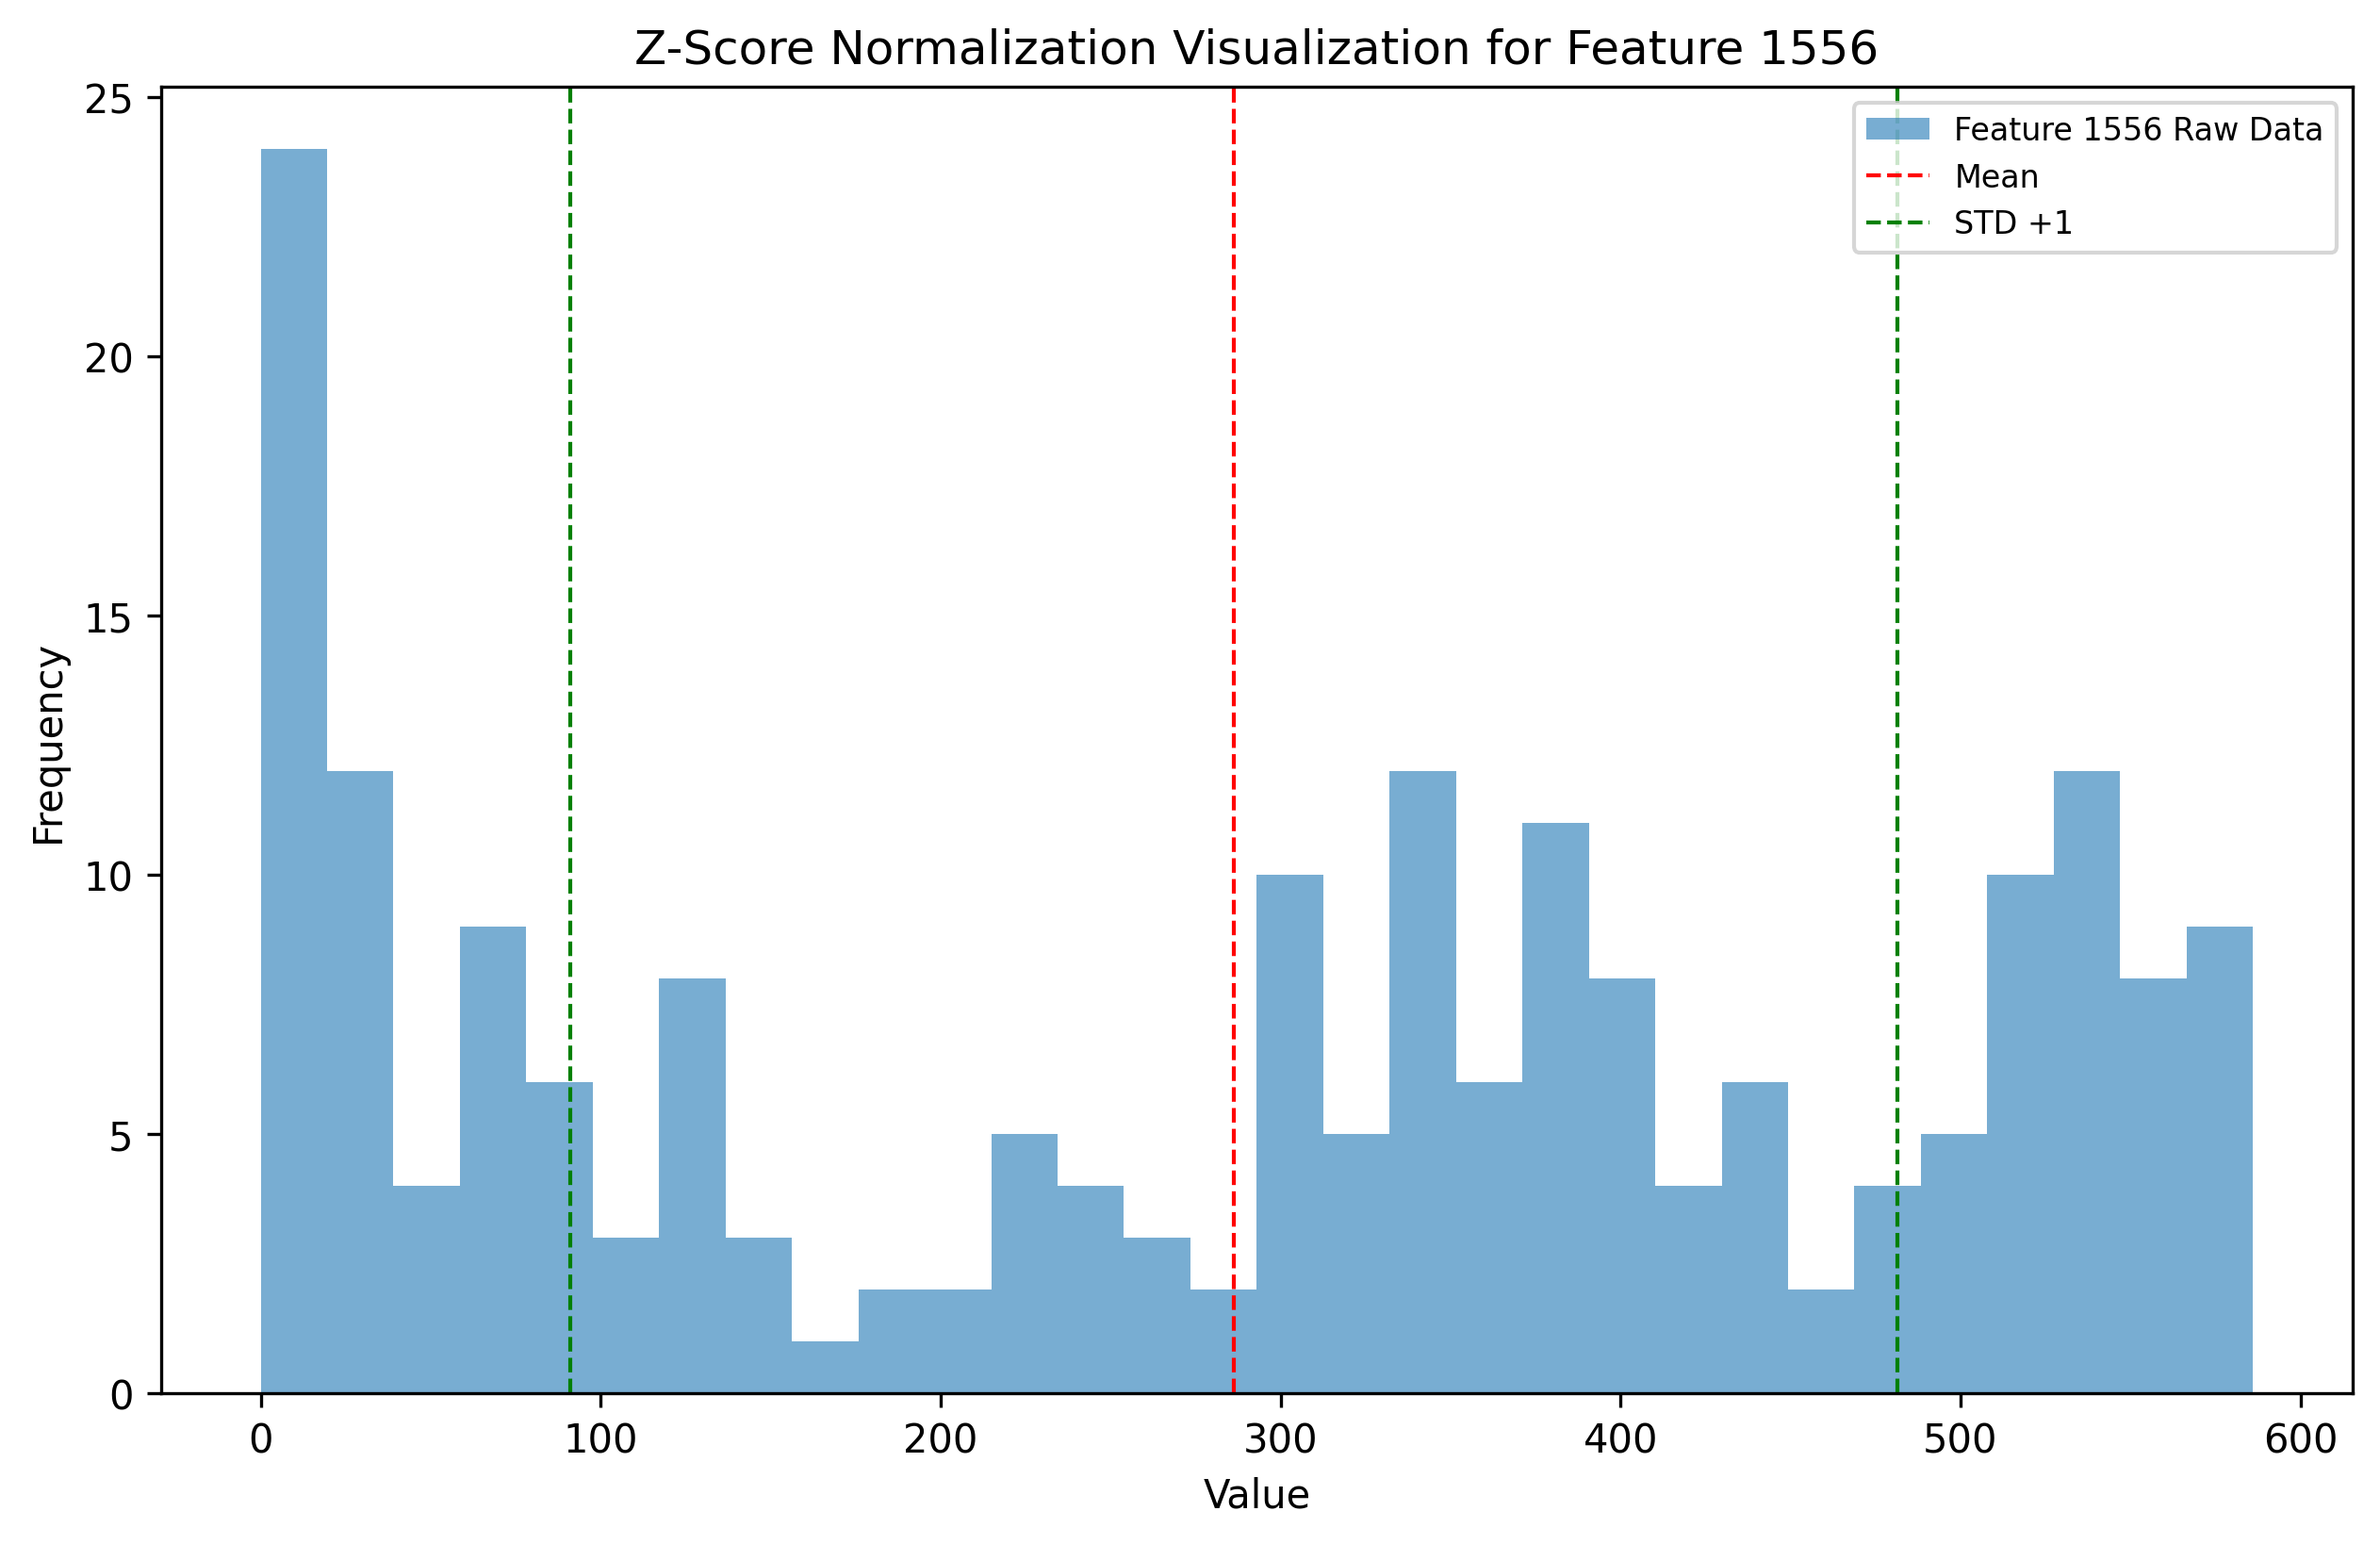 Z-Score Normalization Visualization for Feature 1556
Feature 1556 Raw Data
Mean
STD +1
25
20
15
10
5
0
Frequency
0 100 200 300 400 500 600
Value